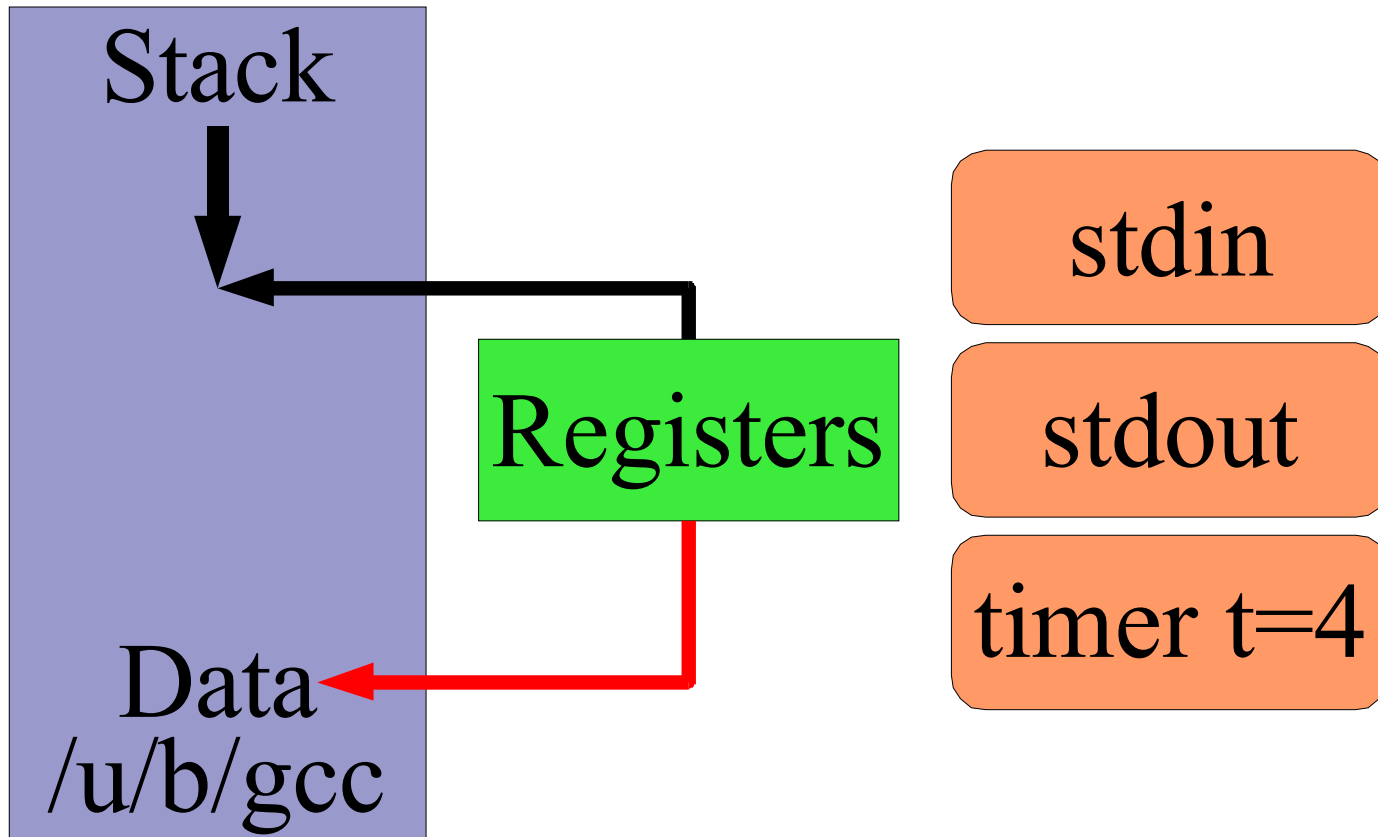 Stack
Registers
Data
/u/b/gcc
stdin
stdout
timer t=4